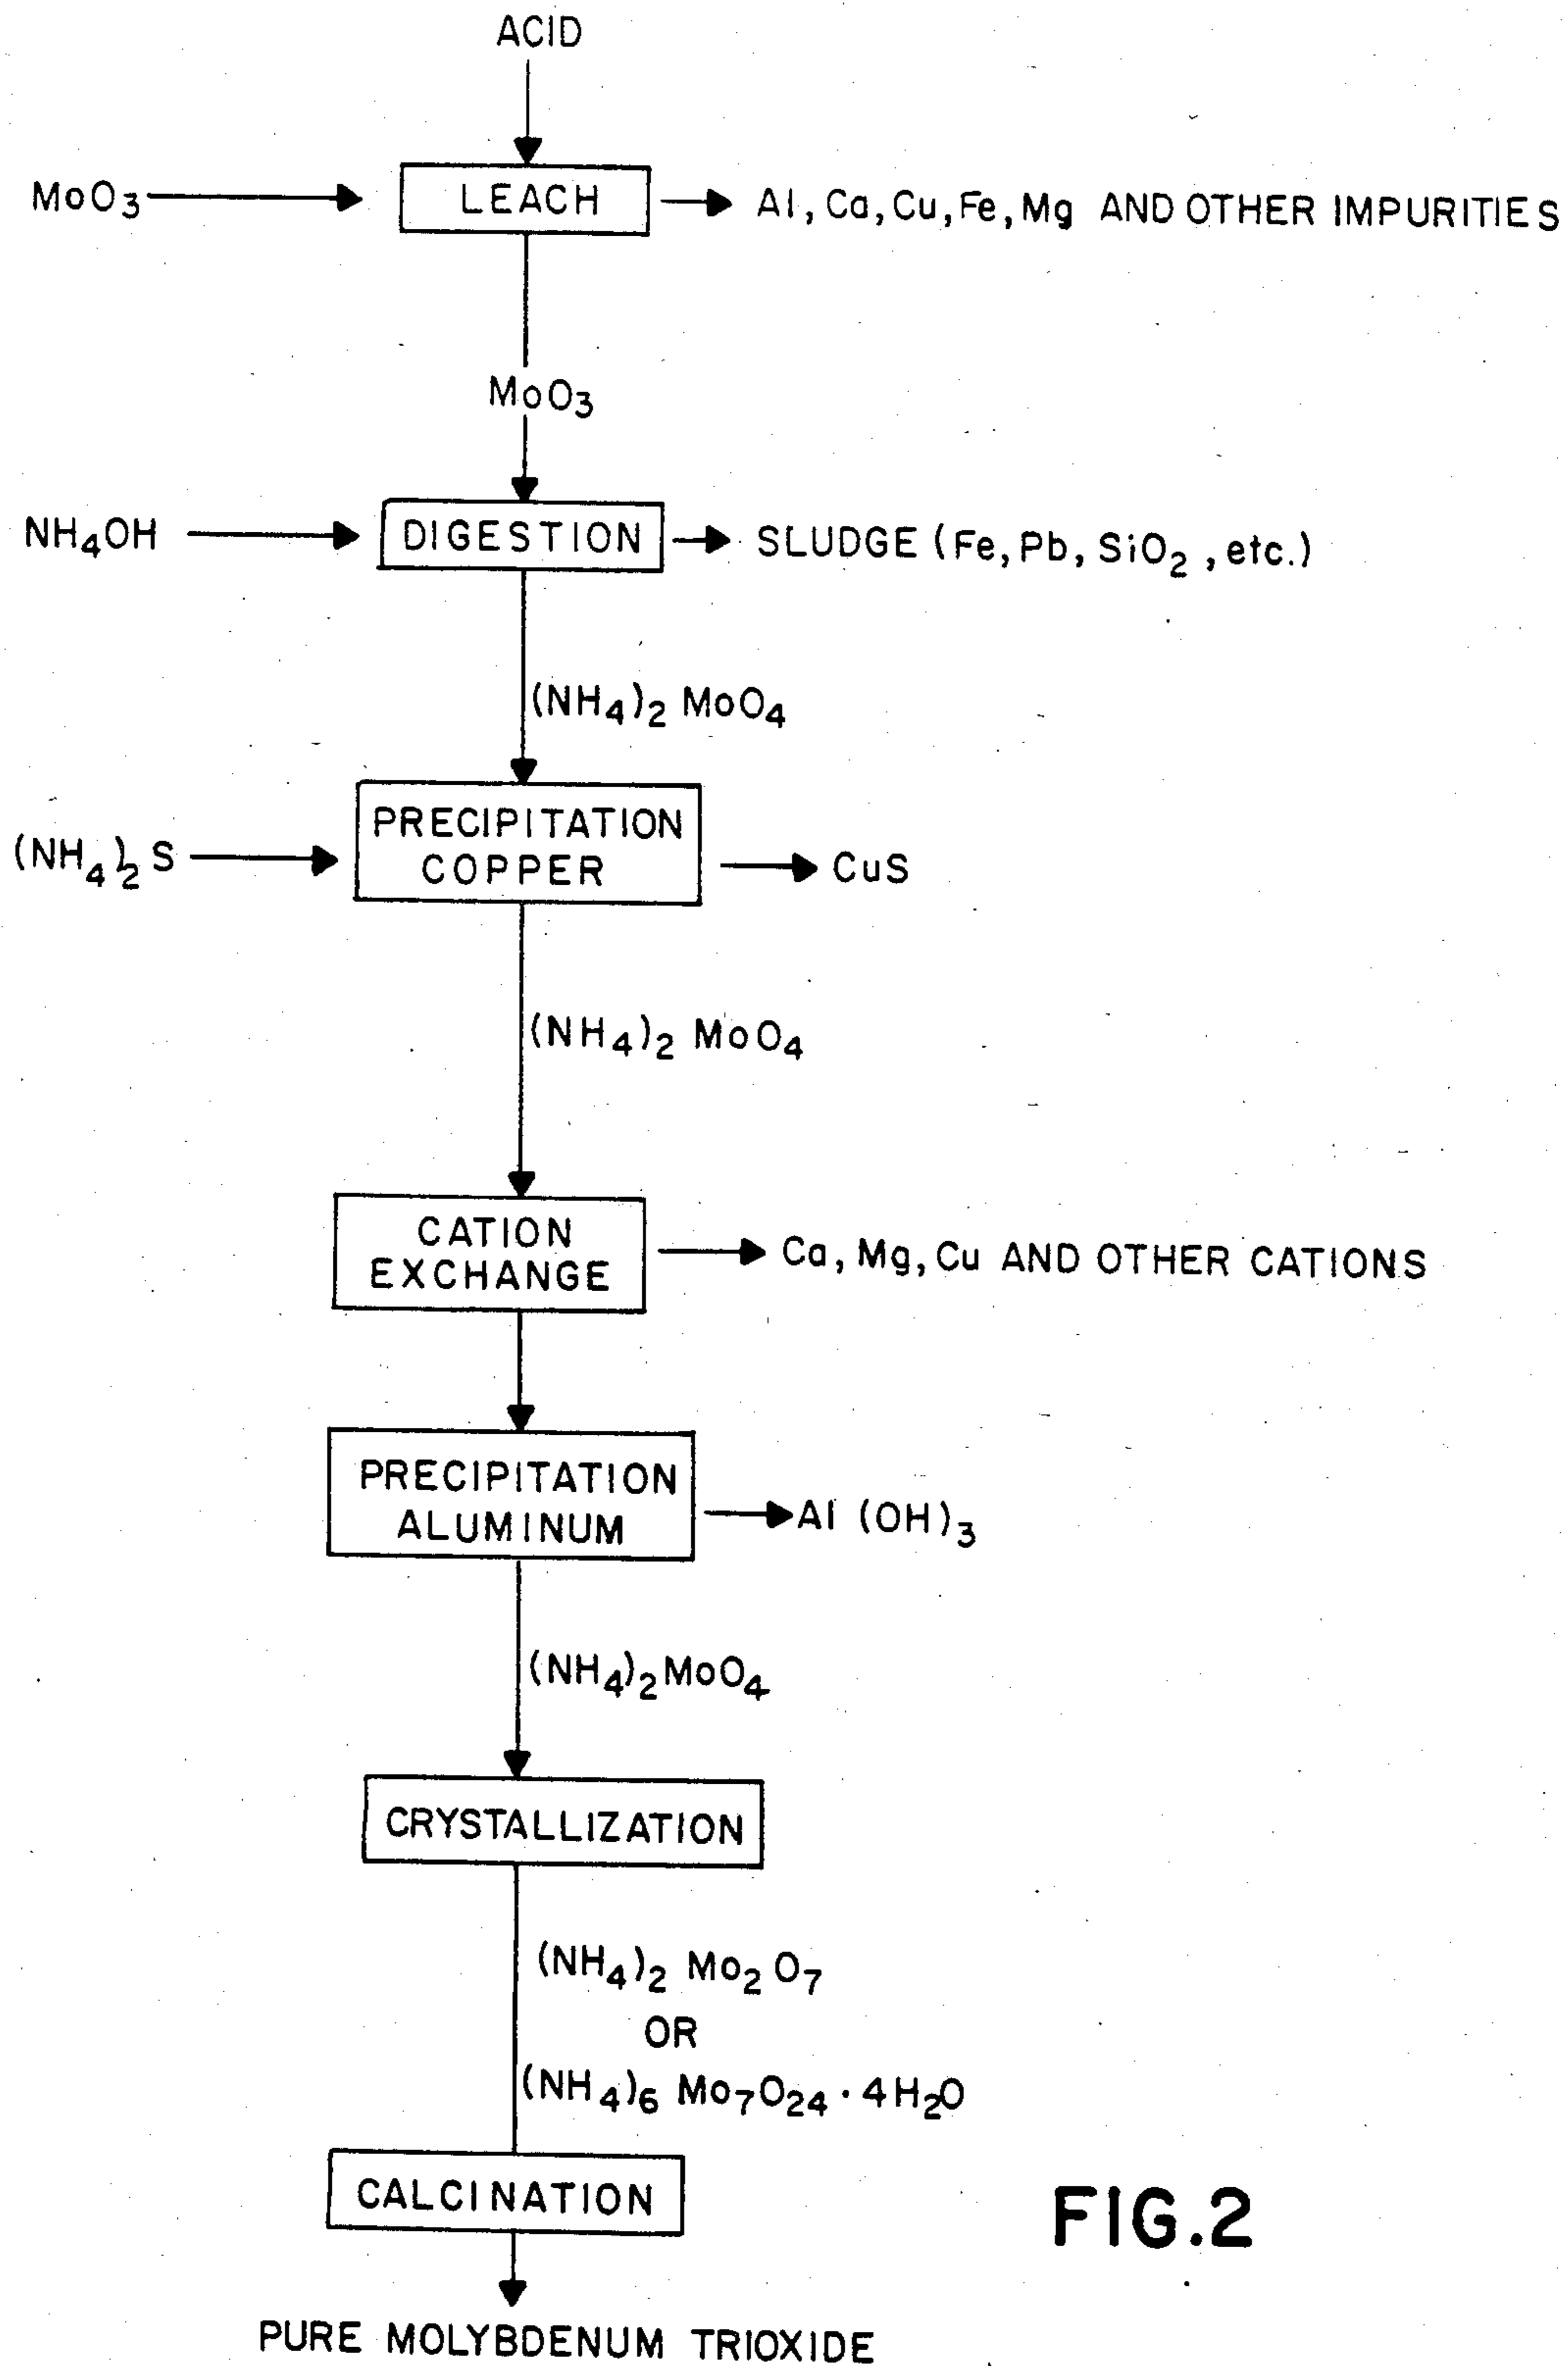 ACID
MoO3
LEACH
Al, Ca, Cu, Fe, Mg AND OTHER IMPURITIES
MoO3
NH4OH
DIGESTION
SLUDGE (Fe, Pb, SiO2, etc.)
(NH4)2 MoO4
(NH4)2 S
PRECIPITATION
COPPER
CuS
(NH4)2 MoO4
CATION
EXCHANGE
Ca, Mg, Cu AND OTHER CATIONS
PRECIPITATION
ALUMINUM
Al (OH)3
(NH4)2 MoO4
CRYSTALLIZATION
(NH4)2 Mo2O7
OR
(NH4)6 Mo7O24 · 4H2O
CALCINATION
FIG.2
PURE MOLYBDENUM TRIOXIDE